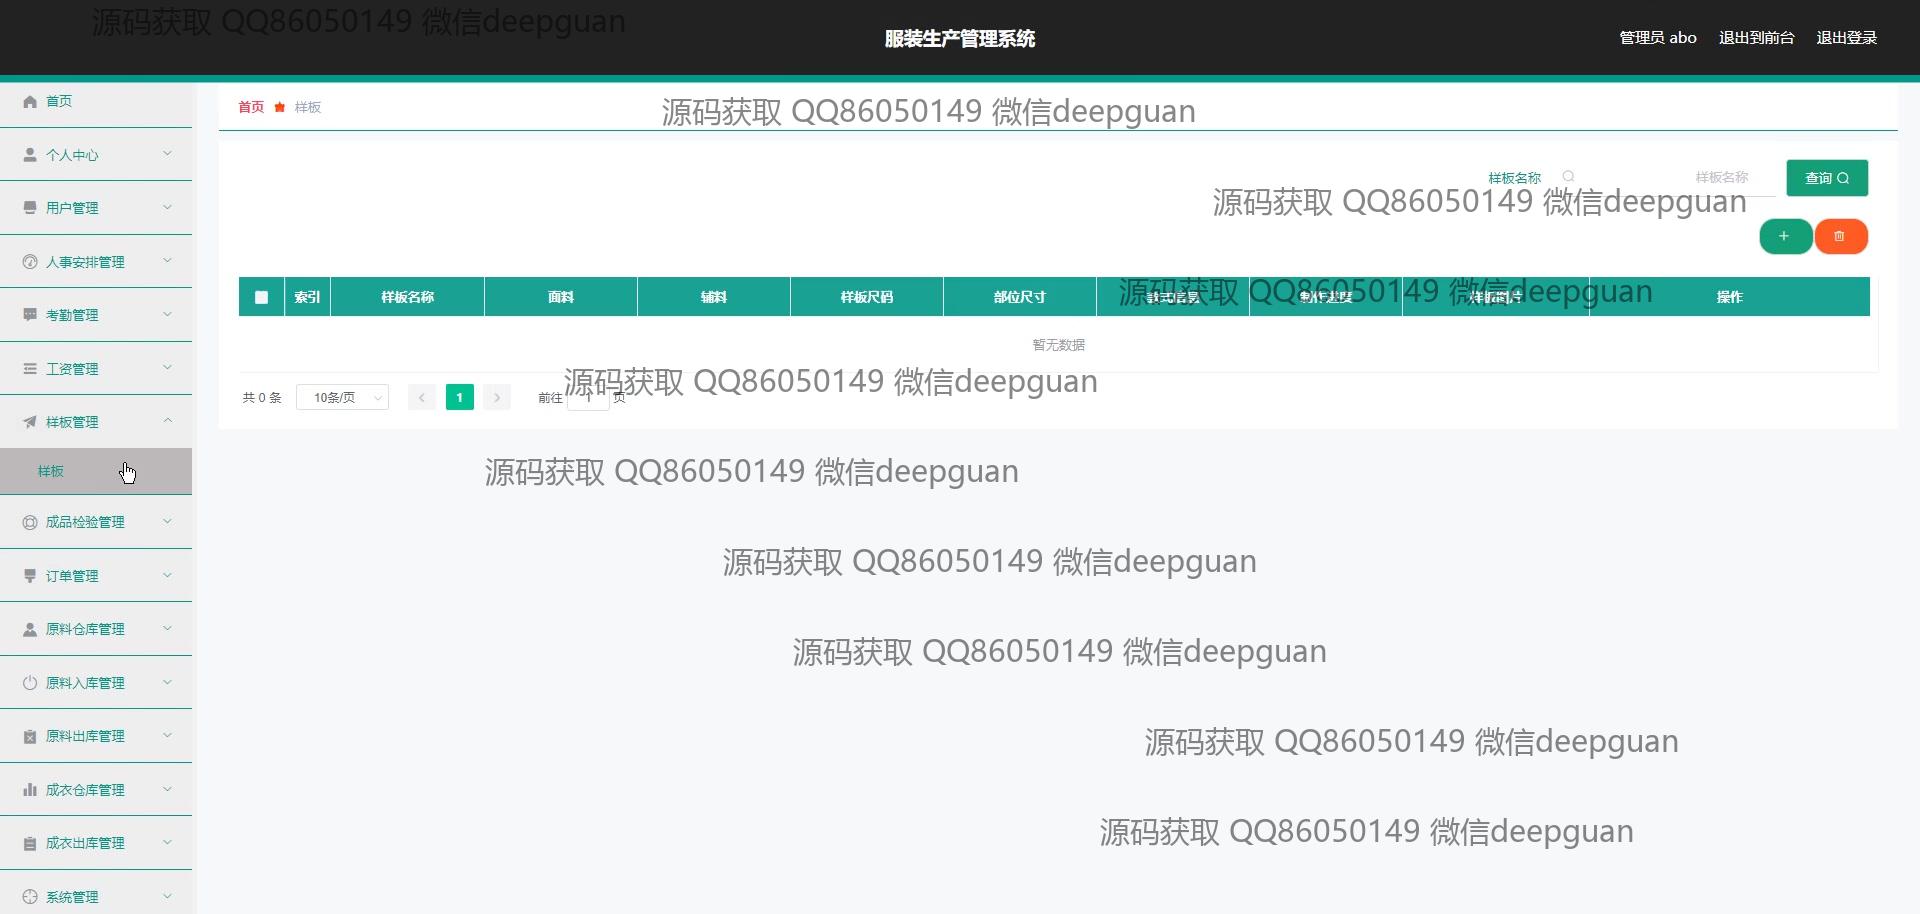 源码获取 QQ86050149 微信deepguan
服装生产管理系统
管理员 abo 退出到前台 退出登录
首页
个人中心
用户管理
人事安排管理
考勤管理
工资管理
样板管理
样板
成品检验管理
订单管理
原料仓库管理
原料入库管理
原料出库管理
成衣仓库管理
成衣出库管理
系统管理
首页 样板
源码获取 QQ86050149 微信deepguan
样板名称 样板名称 查询
源码获取 QQ86050149 微信deepguan
索引 样板名称 面料 辅料 样板尺码 部位尺寸 款式信息 制作进度 样板图片 操作
源码获取 QQ86050149 微信deepguan
暂无数据
源码获取 QQ86050149 微信deepguan
共 0 条 10条/页 1 前往 1 页
源码获取 QQ86050149 微信deepguan
源码获取 QQ86050149 微信deepguan
源码获取 QQ86050149 微信deepguan
源码获取 QQ86050149 微信deepguan
源码获取 QQ86050149 微信deepguan